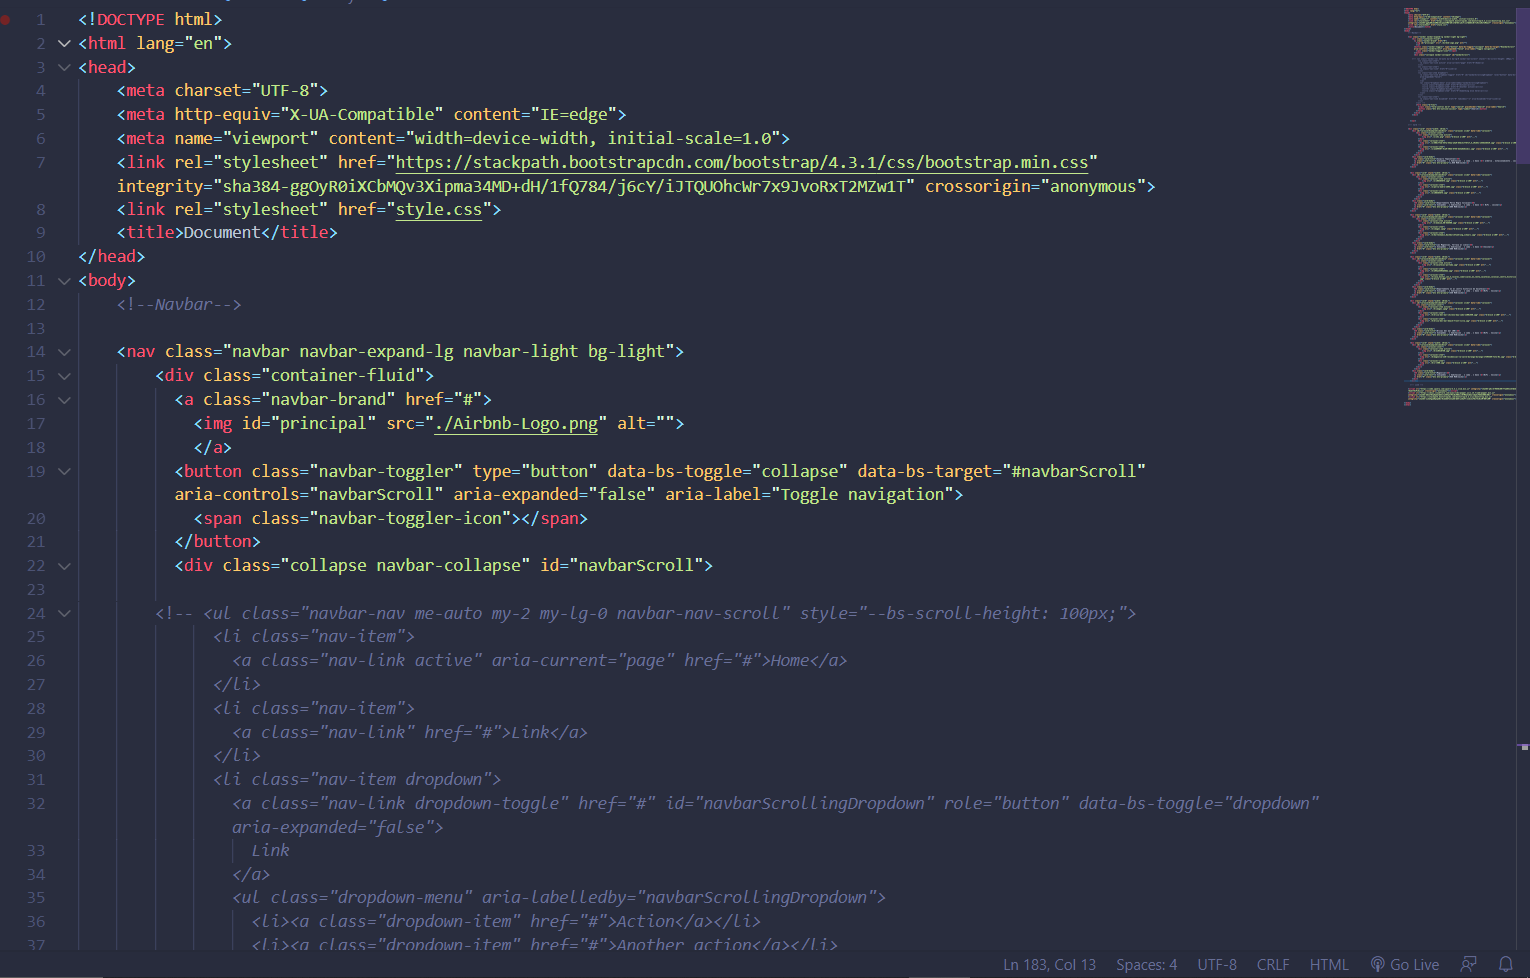 1 <!DOCTYPE html>
2 <html lang="en">
3 <head>
4 <meta charset="UTF-8">
5 <meta http-equiv="X-UA-Compatible" content="IE=edge">
6 <meta name="viewport" content="width=device-width, initial-scale=1.0">
7 <link rel="stylesheet" href="https://stackpath.bootstrapcdn.com/bootstrap/4.3.1/css/bootstrap.min.css"
integrity="sha384-ggOyR0iXCbMQv3Xipma34MD+dH/1fQ784/j6cY/iJTQUOhcWr7x9JvoRxT2MZw1T" crossorigin="anonymous">
8 <link rel="stylesheet" href="style.css">
9 <title>Document</title>
10 </head>
11 <body>
12 <!--Navbar-->
13
14 <nav class="navbar navbar-expand-lg navbar-light bg-light">
15 <div class="container-fluid">
16 <a class="navbar-brand" href="#">
17 <img id="principal" src="./Airbnb-Logo.png" alt="">
18 </a>
19 <button class="navbar-toggler" type="button" data-bs-toggle="collapse" data-bs-target="#navbarScroll"
aria-controls="navbarScroll" aria-expanded="false" aria-label="Toggle navigation">
20 <span class="navbar-toggler-icon"></span>
21 </button>
22 <div class="collapse navbar-collapse" id="navbarScroll">
23
24 <!-- <ul class="navbar-nav me-auto my-2 my-lg-0 navbar-nav-scroll" style="--bs-scroll-height: 100px;">
25 <li class="nav-item">
26 <a class="nav-link active" aria-current="page" href="#">Home</a>
27 </li>
28 <li class="nav-item">
29 <a class="nav-link" href="#">Link</a>
30 </li>
31 <li class="nav-item dropdown">
32 <a class="nav-link dropdown-toggle" href="#" id="navbarScrollingDropdown" role="button" data-bs-toggle="dropdown"
aria-expanded="false">
33 Link
34 </a>
35 <ul class="dropdown-menu" aria-labelledby="navbarScrollingDropdown">
36 <li><a class="dropdown-item" href="#">Action</a></li>
37 <li><a class="dropdown-item" href="#">Another action</a></li>
Ln 183, Col 13 Spaces: 4 UTF-8 CRLF HTML Go Live